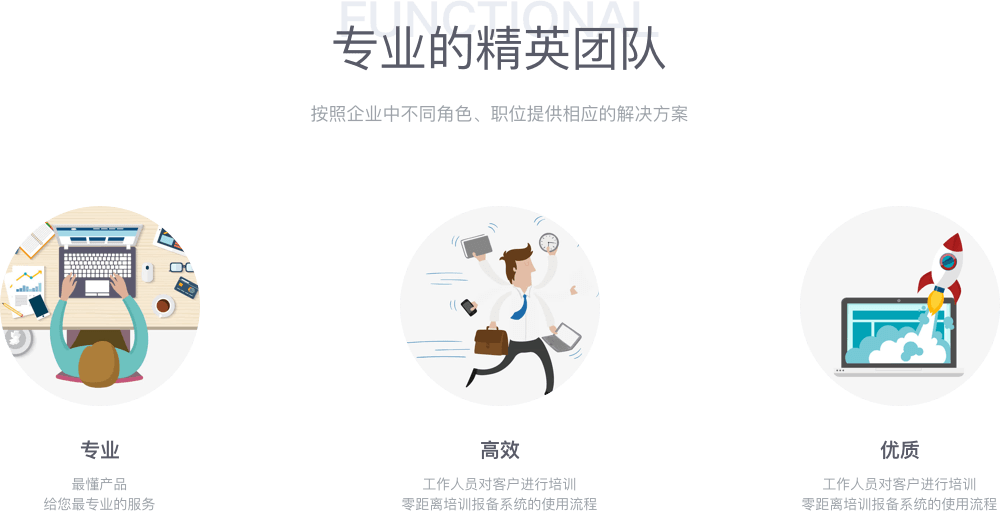 FUNCTIONAL
专业的精英团队
按照企业中不同角色、职位提供相应的解决方案
专业
最懂产品
给您最专业的服务
高效
工作人员对客户进行培训
零距离培训报备系统的使用流程
优质
工作人员对客户进行培训
零距离培训报备系统的使用流程